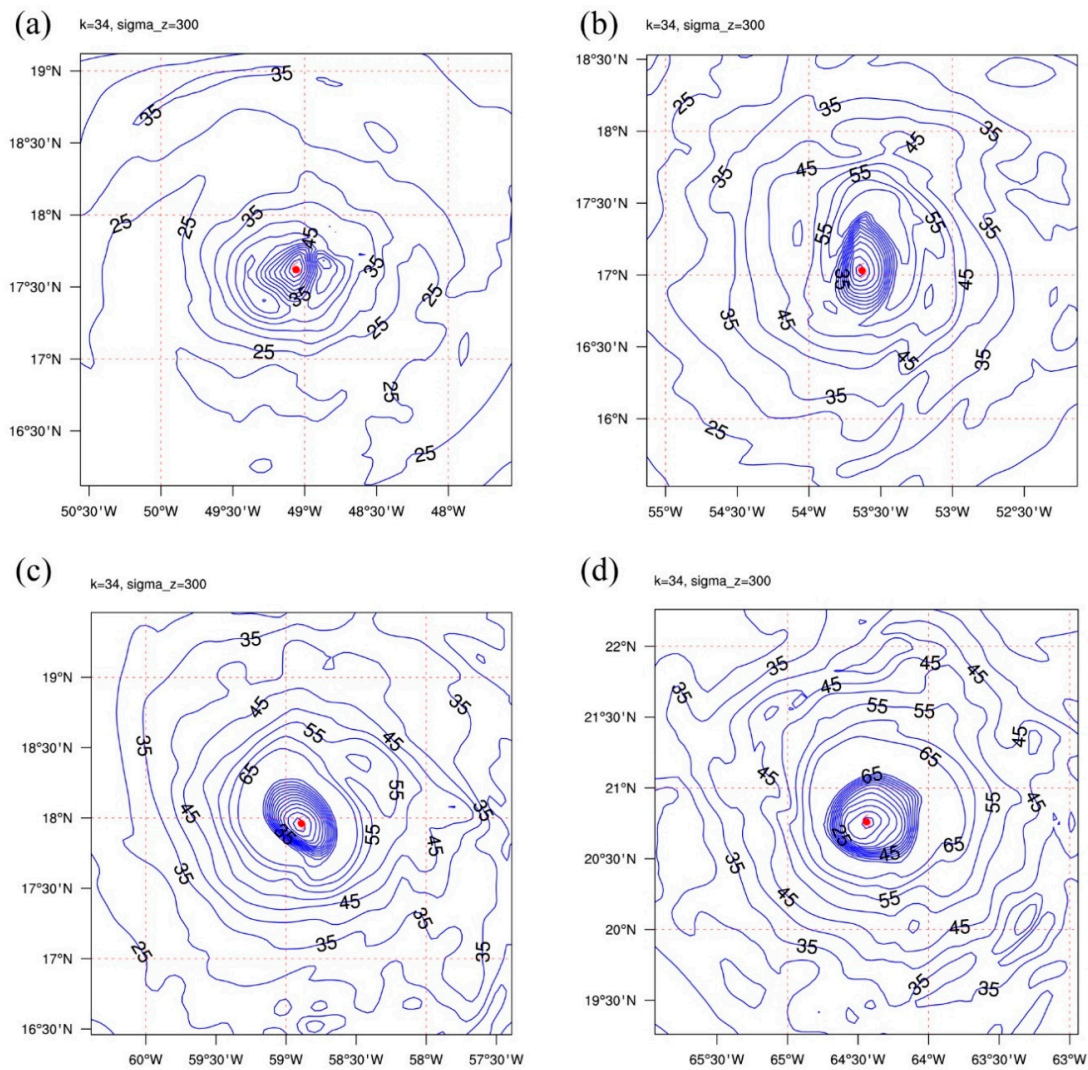 (a) k=34, sigma_z=300
19°N
18°30'N
18°N
17°30'N
17°N
16°30'N
35
35
25
25
35
45
35
35
25
25
25
25
25
50°30'W 50°W 49°30'W 49°W 48°30'W 48°W
(b) k=34, sigma_z=300
18°30'N
18°N
17°30'N
17°N
16°30'N
16°N
25
35
35
45
35
45
55
55
55
35
35
45
35
45
45
35
35
25
55°W 54°30'W 54°W 53°30'W 53°W 52°30'W
(c) k=34, sigma_z=300
19°N
18°30'N
18°N
17°30'N
17°N
16°30'N
35
45
35
55
45
35
65
55
45
35
35
55
45
35
45
35
35
25
35
60°W 59°30'W 59°W 58°30'W 58°W 57°30'W
(d) k=34, sigma_z=300
22°N
21°30'N
21°N
20°30'N
20°N
19°30'N
35
45
45
35
45
55
55
45
65
45
65
55
45
25
45
65
35
45
55
45
35
35
35
65°30'W 65°W 64°30'W 64°W 63°30'W 63°W